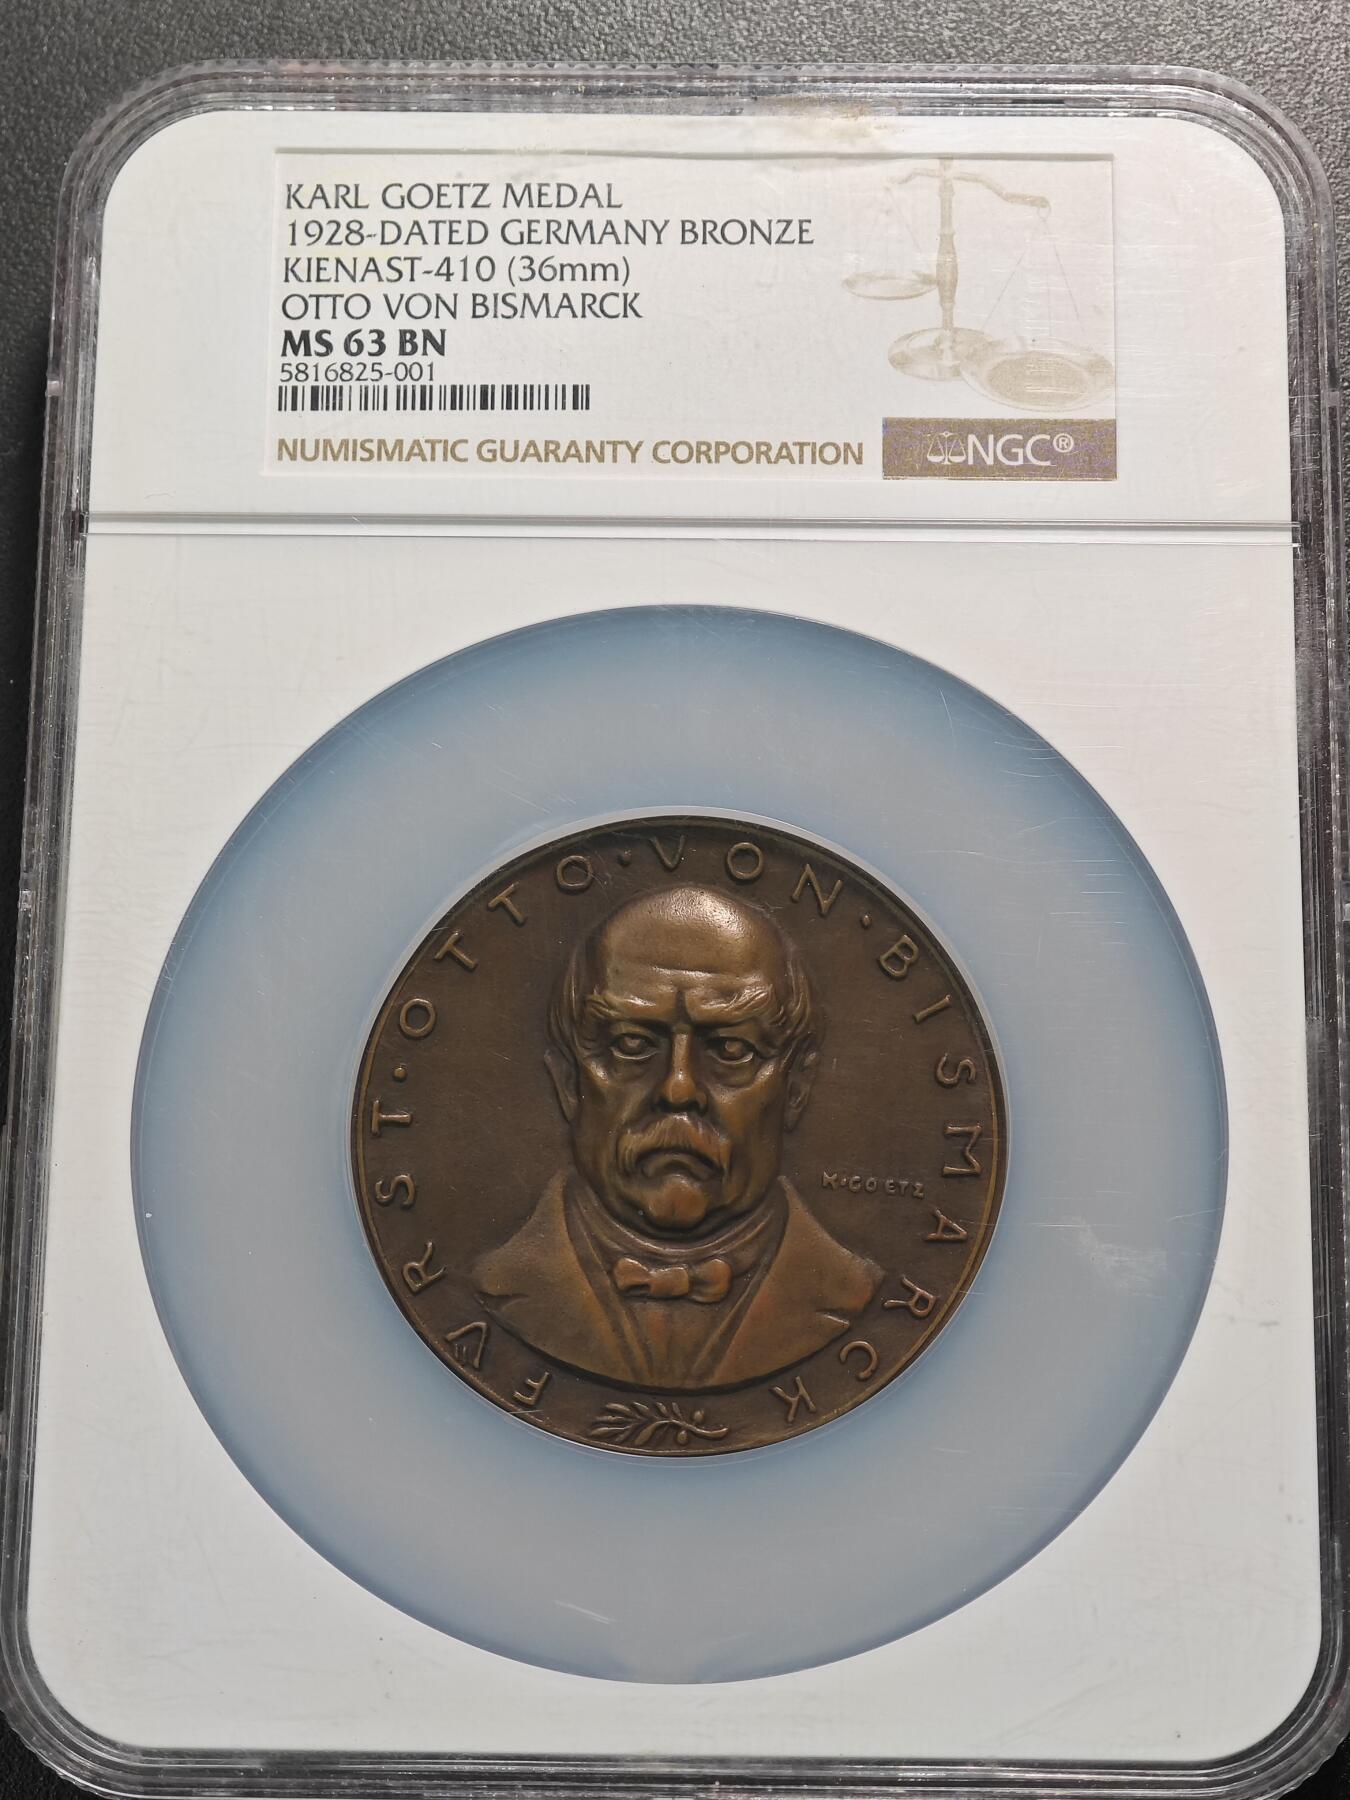 KARL GOETZ MEDAL
1928-DATED GERMANY BRONZE
KIENAST-410 (36mm)
OTTO VON BISMARCK
MS 63 BN
5816825-001
NUMISMATIC GUARANTY CORPORATION
NGC®
FVRST·OTTO·VON·BISMARCK
K·GOETZ